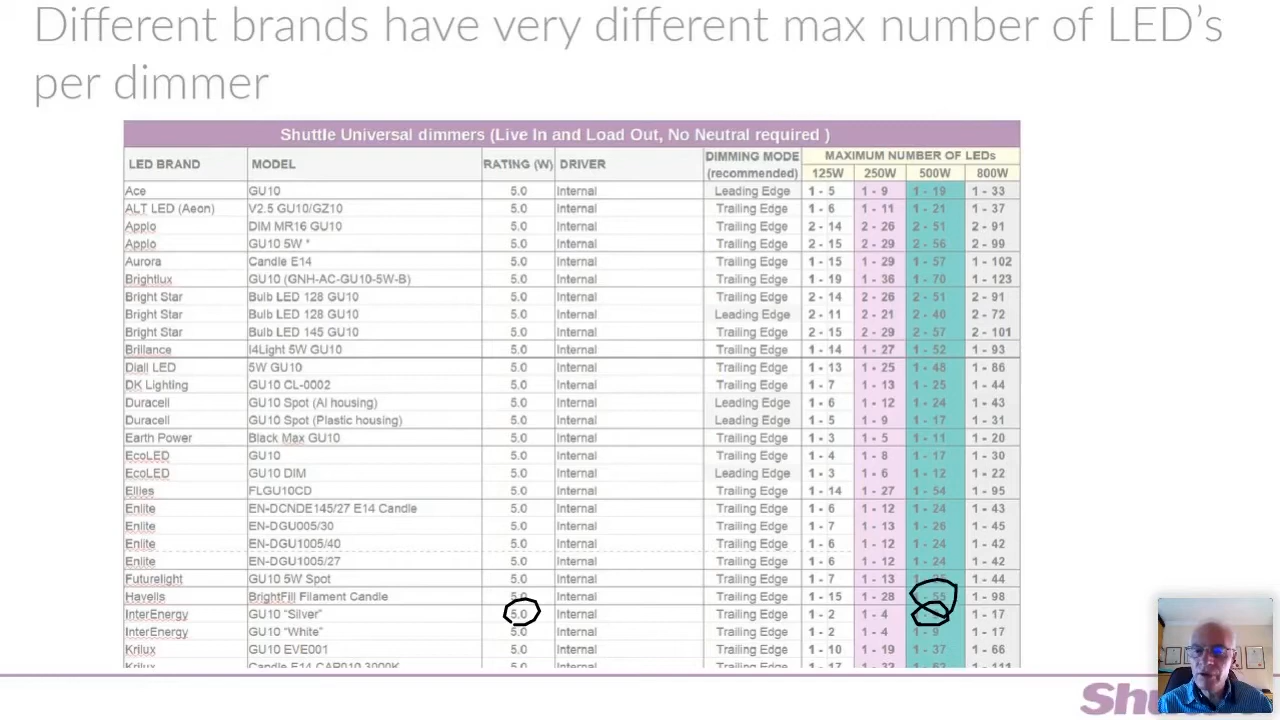 Different brands have very different max number of LED's
per dimmer
Shuttle Universal dimmers (Live In and Load Out, No Neutral required )
LED BRAND MODEL RATING (W) DRIVER DIMMING MODE (recommended) MAXIMUM NUMBER OF LEDs
125W 250W 500W 800W
Ace GU10 5.0 Internal Leading Edge 1 - 5 1 - 9 1 - 19 1 - 33
ALT LED (Aeon) V2.5 GU10/GZ10 5.0 Internal Trailing Edge 1 - 6 1 - 11 1 - 21 1 - 37
Applo DIM MR16 GU10 5.0 Internal Trailing Edge 2 - 14 2 - 26 2 - 51 2 - 91
Applo GU10 5W * 5.0 Internal Trailing Edge 2 - 15 2 - 29 2 - 56 2 - 99
Aurora Candle E14 5.0 Internal Trailing Edge 1 - 15 1 - 29 1 - 57 1 - 102
Brightlux GU10 (GNH-AC-GU10-5W-B) 5.0 Internal Trailing Edge 1 - 19 1 - 36 1 - 70 1 - 123
Bright Star Bulb LED 128 GU10 5.0 Internal Trailing Edge 2 - 14 2 - 26 2 - 51 2 - 91
Bright Star Bulb LED 128 GU10 5.0 Internal Leading Edge 2 - 11 2 - 21 2 - 40 2 - 72
Bright Star Bulb LED 145 GU10 5.0 Internal Trailing Edge 2 - 15 2 - 29 2 - 57 2 - 101
Brillance I4Light 5W GU10 5.0 Internal Trailing Edge 1 - 14 1 - 27 1 - 52 1 - 93
Diall LED 5W GU10 5.0 Internal Trailing Edge 1 - 13 1 - 25 1 - 48 1 - 86
DK Lighting GU10 CL-0002 5.0 Internal Trailing Edge 1 - 7 1 - 13 1 - 25 1 - 44
Duracell GU10 Spot (Al housing) 5.0 Internal Leading Edge 1 - 6 1 - 12 1 - 24 1 - 43
Duracell GU10 Spot (Plastic housing) 5.0 Internal Leading Edge 1 - 5 1 - 9 1 - 17 1 - 31
Earth Power Black Max GU10 5.0 Internal Trailing Edge 1 - 3 1 - 5 1 - 11 1 - 20
EcoLED GU10 5.0 Internal Trailing Edge 1 - 4 1 - 8 1 - 17 1 - 30
EcoLED GU10 DIM 5.0 Internal Leading Edge 1 - 3 1 - 6 1 - 12 1 - 22
Ellles FLGU10CD 5.0 Internal Trailing Edge 1 - 14 1 - 27 1 - 54 1 - 95
Enlite EN-DCNDE145/27 E14 Candle 5.0 Internal Trailing Edge 1 - 6 1 - 12 1 - 24 1 - 43
Enlite EN-DGU005/30 5.0 Internal Trailing Edge 1 - 7 1 - 13 1 - 26 1 - 45
Enlite EN-DGU1005/40 5.0 Internal Trailing Edge 1 - 6 1 - 12 1 - 24 1 - 42
Enlite EN-DGU1005/27 5.0 Internal Trailing Edge 1 - 6 1 - 12 1 - 24 1 - 42
Futurelight GU10 5W Spot 5.0 Internal Trailing Edge 1 - 7 1 - 13 1 - 44
Havells BrightFill Filament Candle 5.0 Internal Trailing Edge 1 - 15 1 - 28 - 55 1 - 98
InterEnergy GU10 "Silver" 5.0 Internal Trailing Edge 1 - 2 1 - 4 1 - 17
InterEnergy GU10 "White" 5.0 Internal Trailing Edge 1 - 2 1 - 4 1 - 9 1 - 17
Krilux GU10 EVE001 5.0 Internal Trailing Edge 1 - 10 1 - 19 1 - 37 1 - 66
Krilux Candle E14 CAR010 3000K 5.0 Internal Trailing Edge 1 - 17 1 - 111
Shu